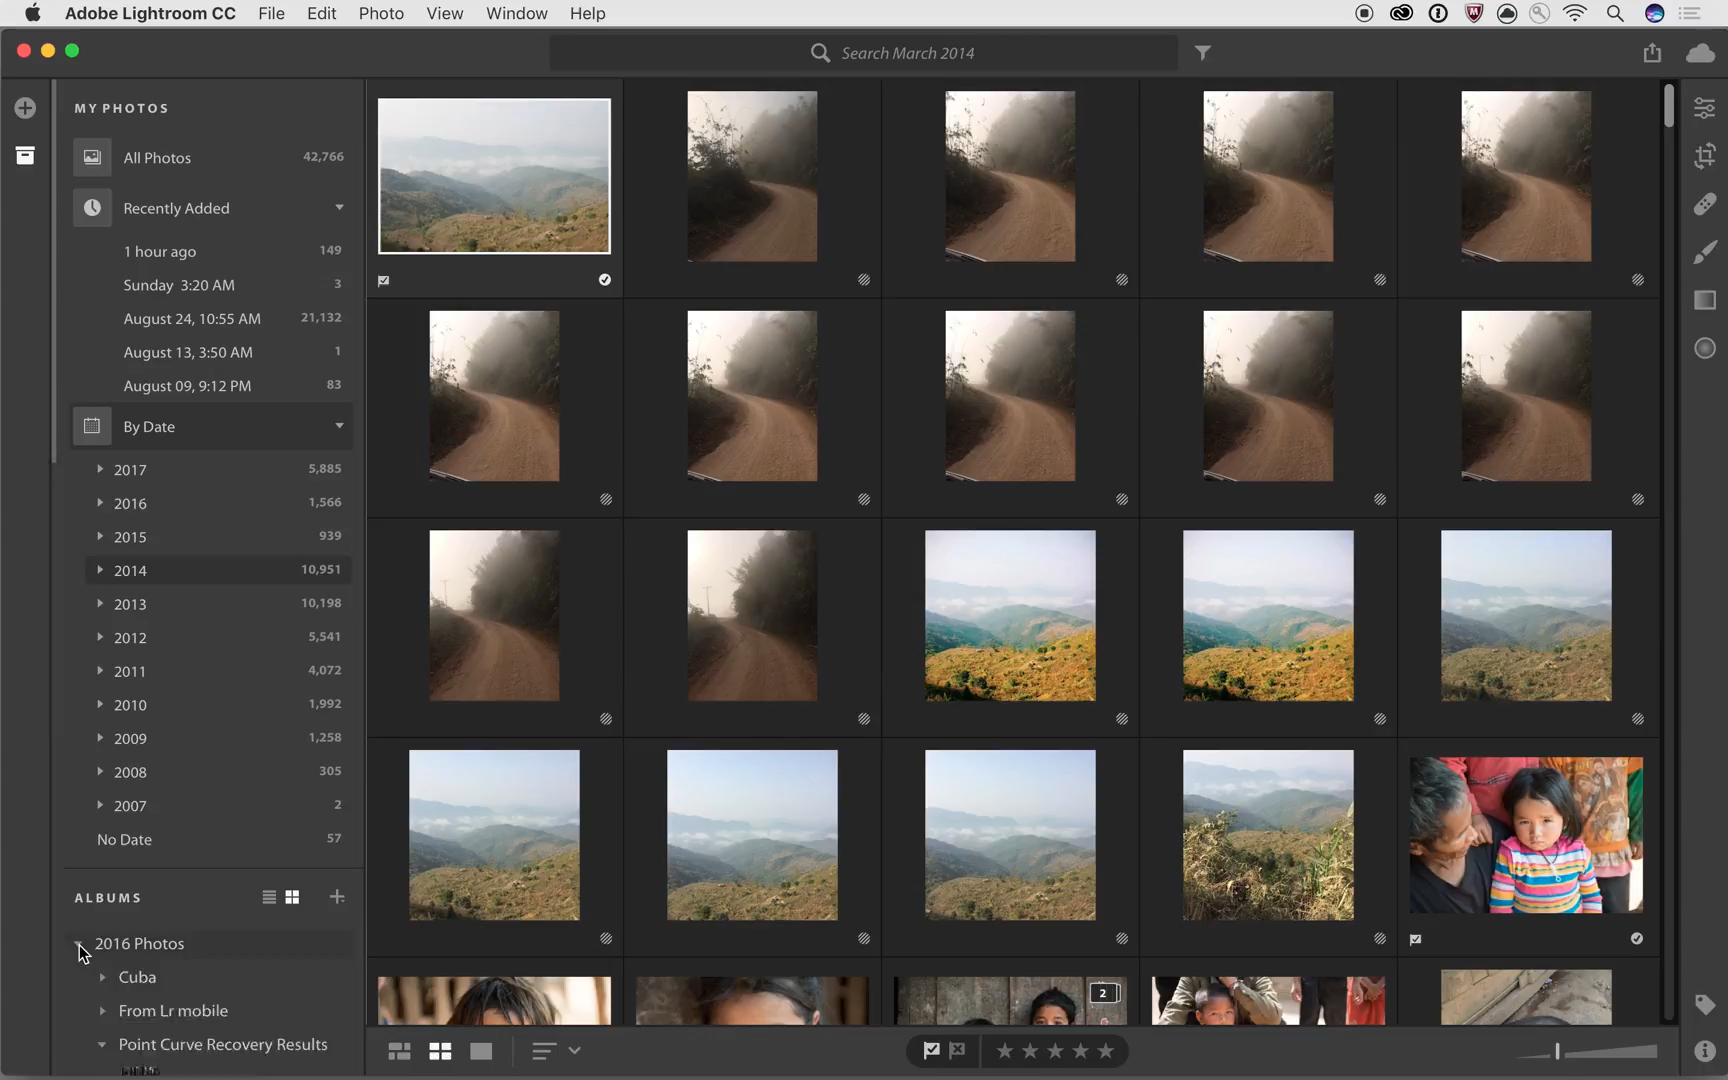 Adobe Lightroom CC File Edit Photo View Window Help
Search March 2014
MY PHOTOS
All Photos 42,766
Recently Added
1 hour ago 149
Sunday 3:20 AM 3
August 24, 10:55 AM 21,132
August 13, 3:50 AM 1
August 09, 9:12 PM 83
By Date
2017 5,885
2016 1,566
2015 939
2014 10,951
2013 10,198
2012 5,541
2011 4,072
2010 1,992
2009 1,258
2008 305
2007 2
No Date 57
ALBUMS
2016 Photos
Cuba
From Lr mobile
Point Curve Recovery Results
2